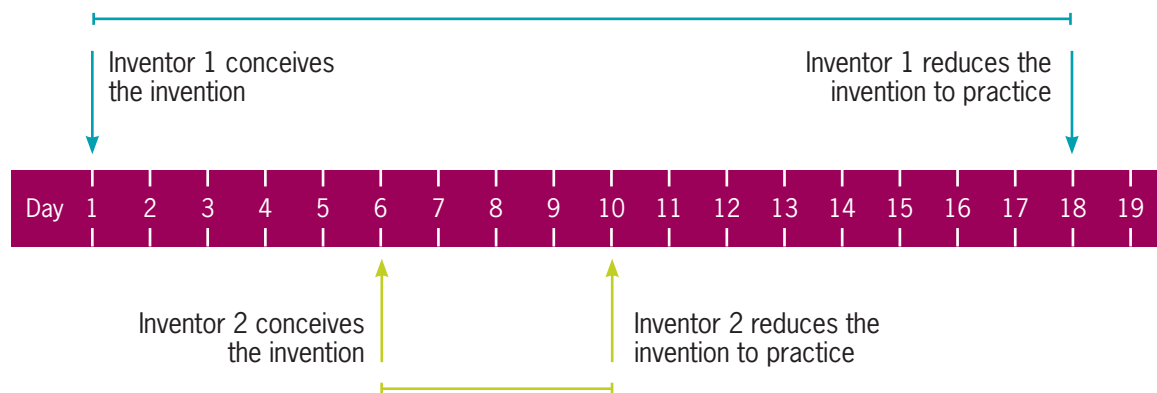 Inventor 1 conceives
the invention
Inventor 1 reduces the
invention to practice
Day 1 2 3 4 5 6 7 8 9 10 11 12 13 14 15 16 17 18 19
Inventor 2 conceives
the invention
Inventor 2 reduces the
invention to practice